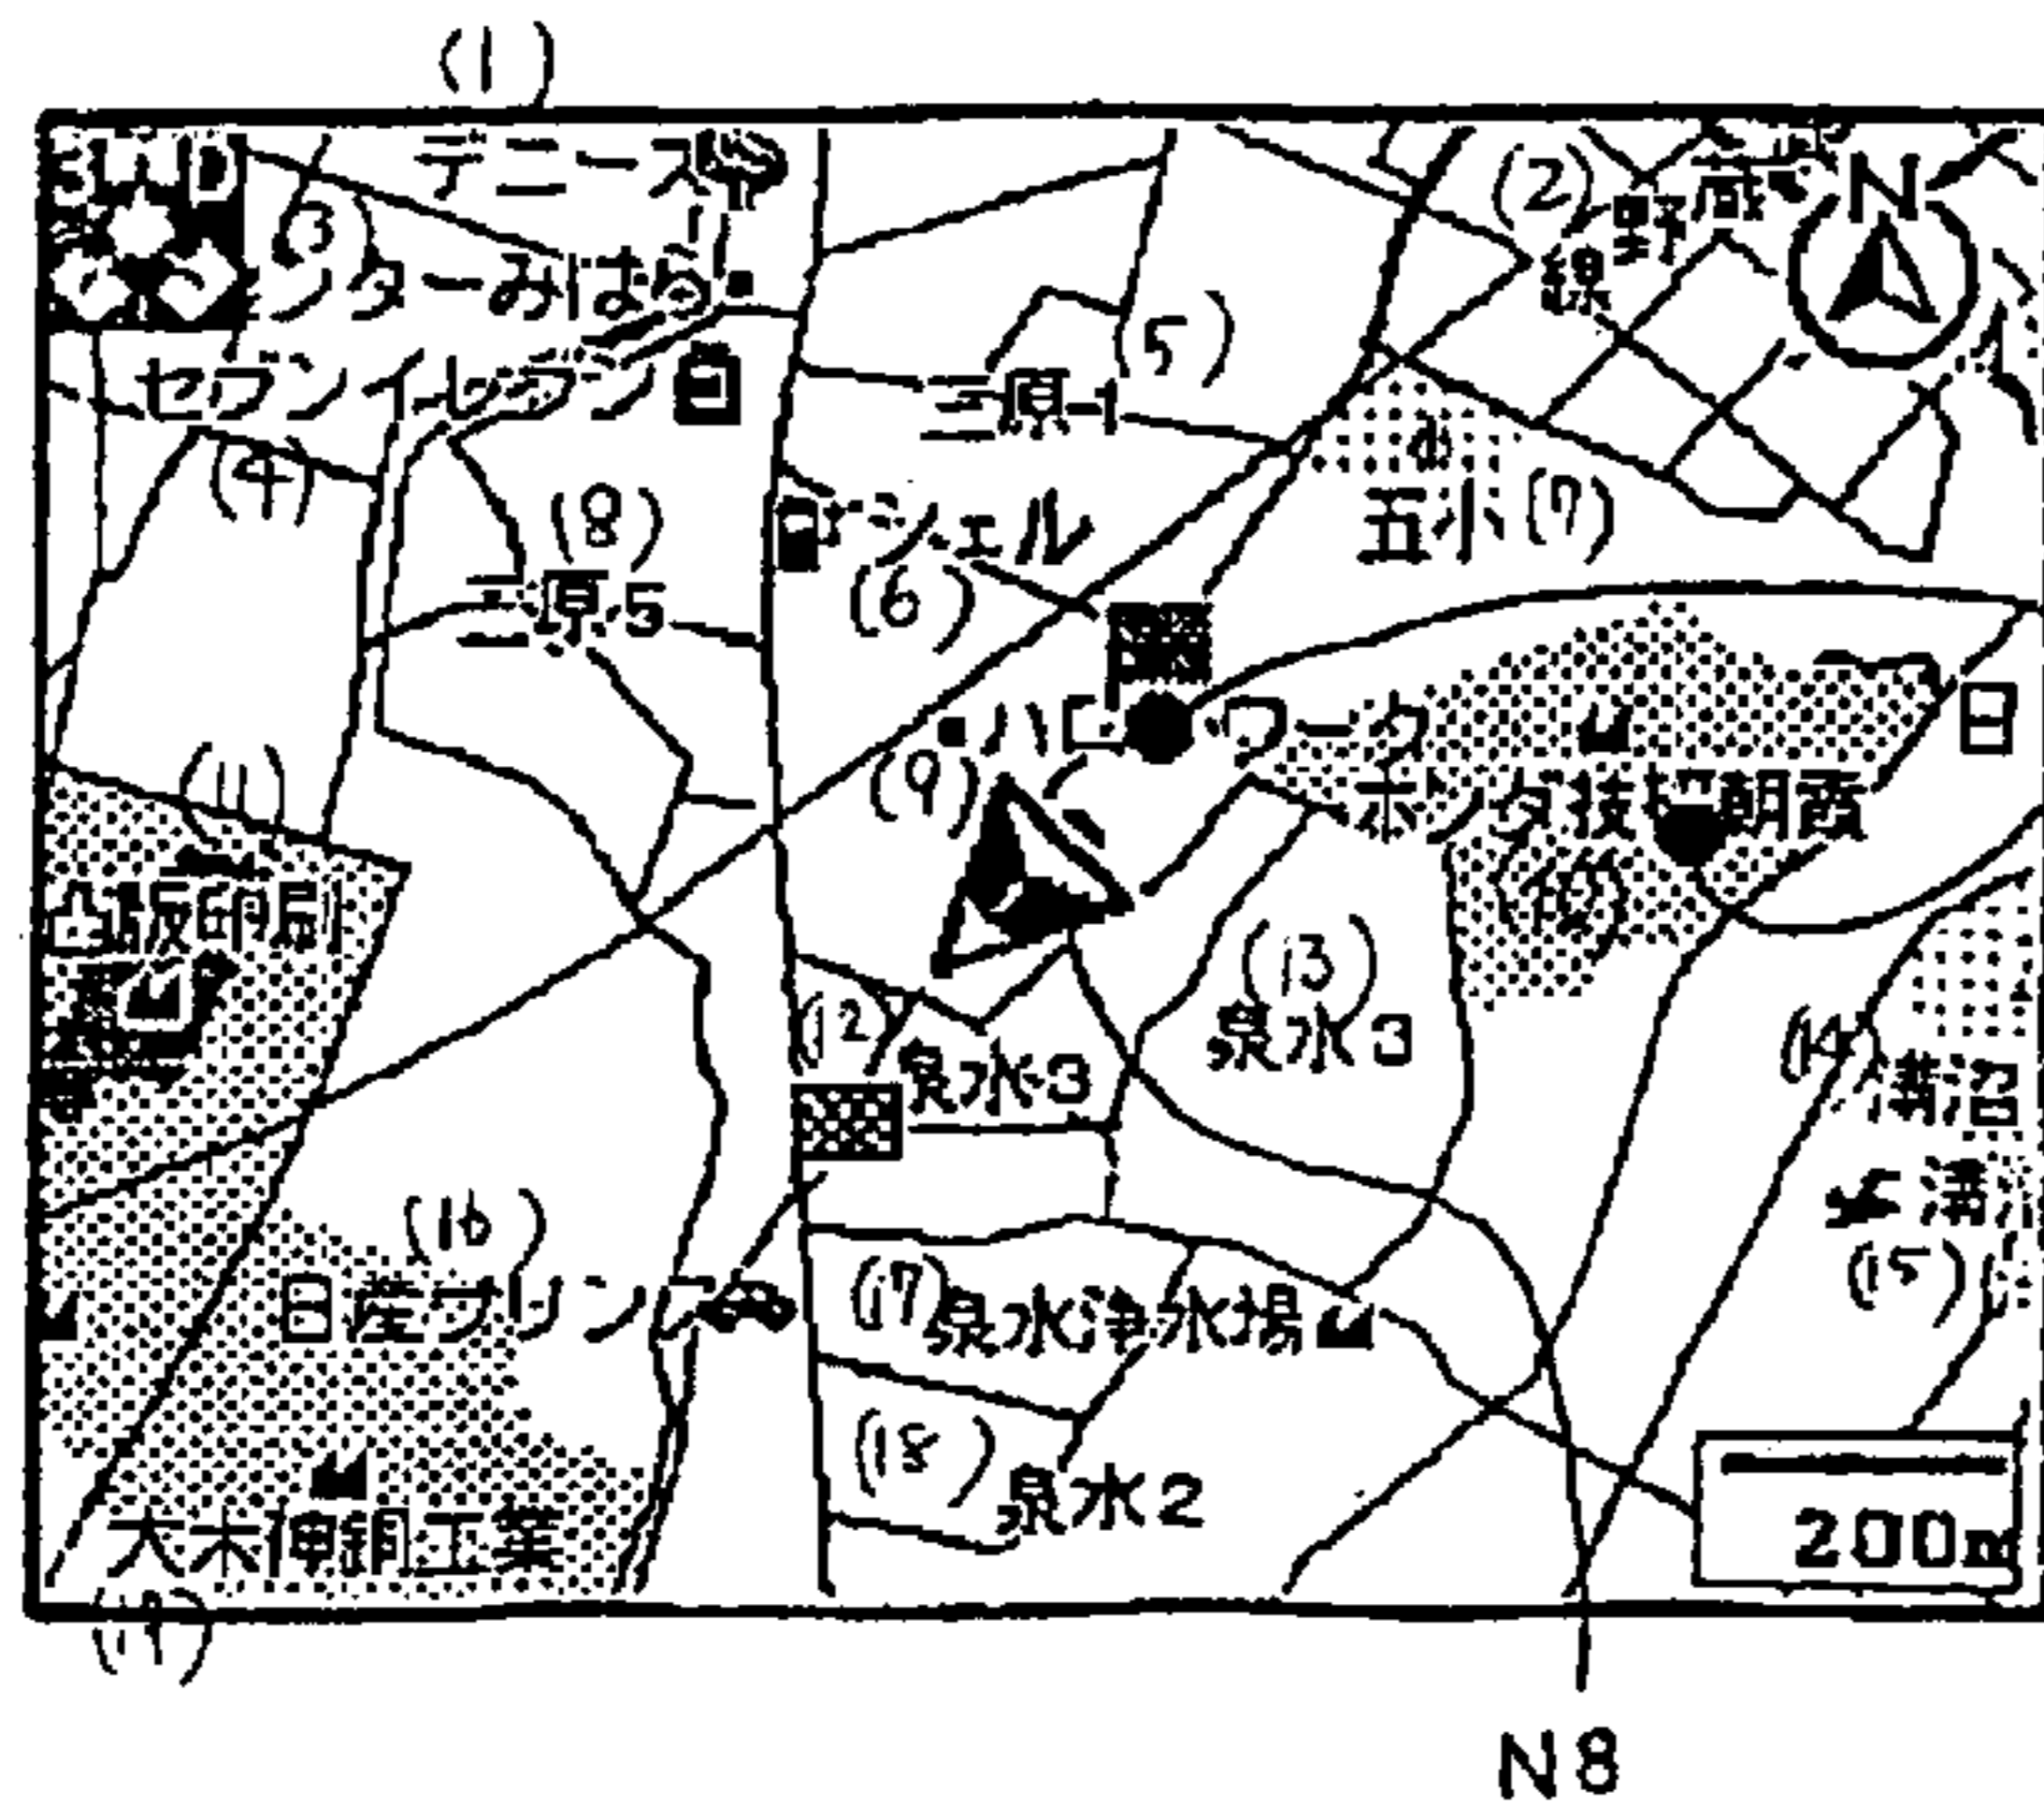 (1)
デニーズ
(2)
野蔵
線
N
(3)
ンターみはら
セブンイレブン
(4)
三原-1
(5)
小
五小
(7)
(8)
三原5
シェル
(6)
ハローワーク
(9)
日
ホンダ技研朝霞
(10)
(11)
凸版印刷
(12)
泉水3
(13)
泉水3
(14)
溝沼
溝
(15)
(16)
日産プリンス
(17)
泉水浄水場
(18)
泉水2
200m
大木伸銅工業
(19)
N8